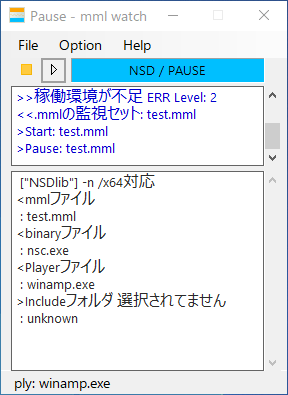 Pause - mml watch
File Option Help
NSD / PAUSE
>>稼働環境が不足 ERR Level: 2
<<.mmlの監視セット: test.mml
>Start: test.mml
>Pause: test.mml
["NSDlib"] -n /x64対応
<mmlファイル
: test.mml
<binaryファイル
: nsc.exe
<Playerファイル
: winamp.exe
>Includeフォルダ 選択されてません
: unknown
ply: winamp.exe